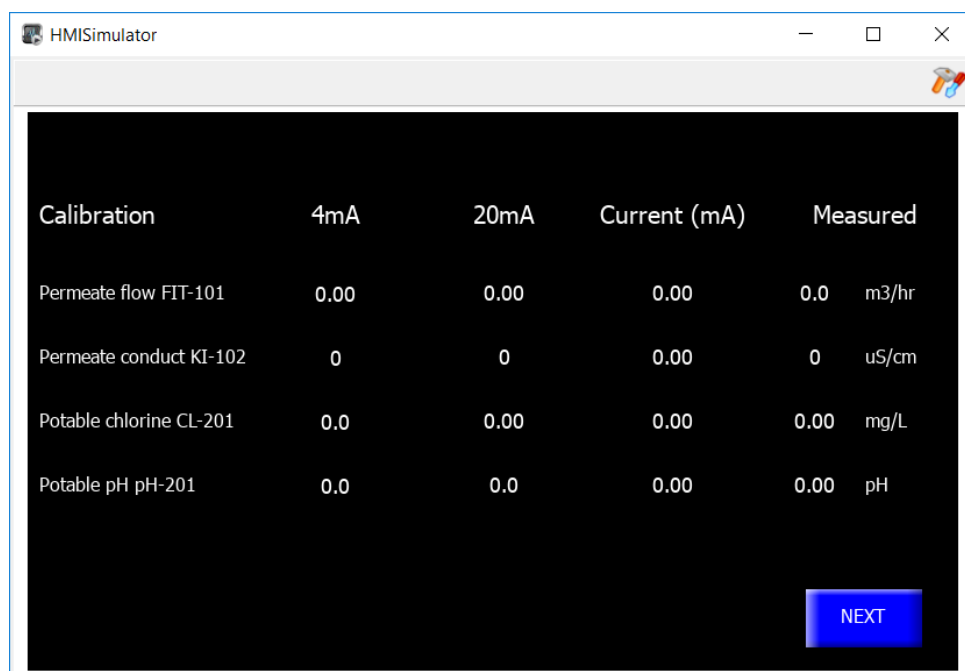 HMISimulator
Calibration 4mA 20mA Current (mA) Measured
Permeate flow FIT-101 0.00 0.00 0.00 0.0 m3/hr
Permeate conduct KI-102 0 0 0.00 0 uS/cm
Potable chlorine CL-201 0.0 0.00 0.00 0.00 mg/L
Potable pH pH-201 0.0 0.0 0.00 0.00 pH
NEXT